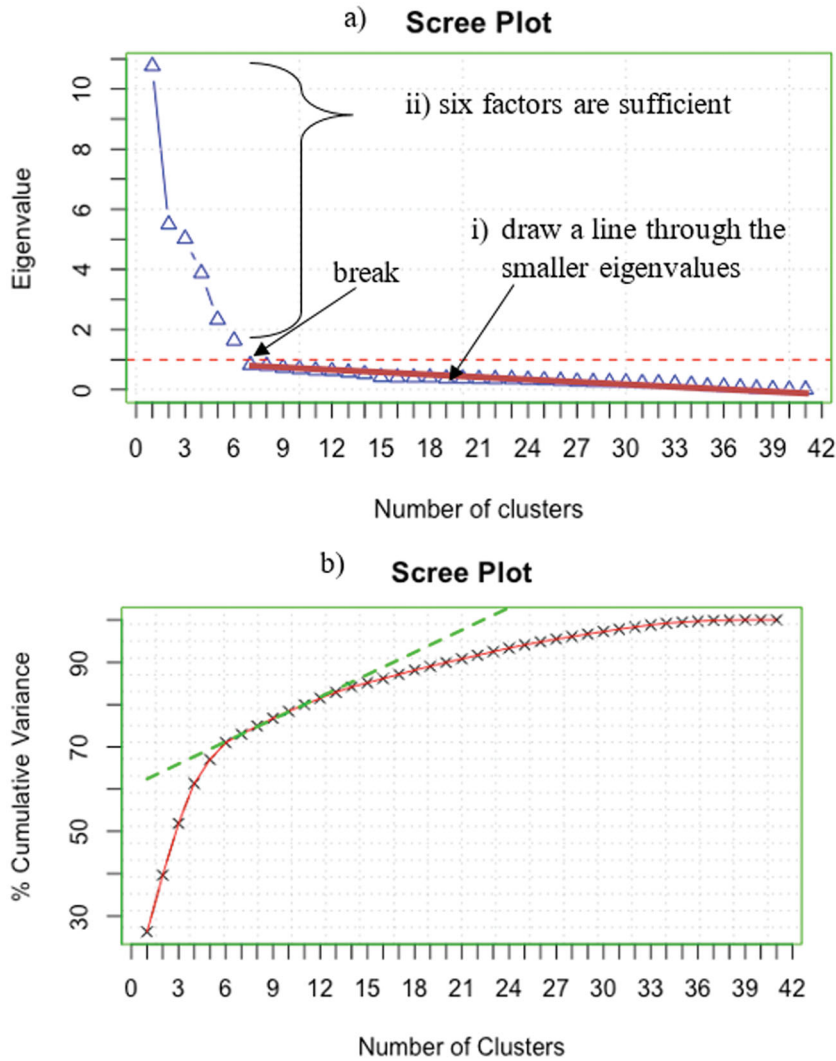 a) Scree Plot
ii) six factors are sufficient
i) draw a line through the
smaller eigenvalues
break
Eigenvalue
10
8
6
4
2
0
0 3 6 9 12 15 18 21 24 27 30 33 36 39 42
Number of clusters
b) Scree Plot
% Cumulative Variance
90
70
50
30
0 3 6 9 12 15 18 21 24 27 30 33 36 39 42
Number of Clusters